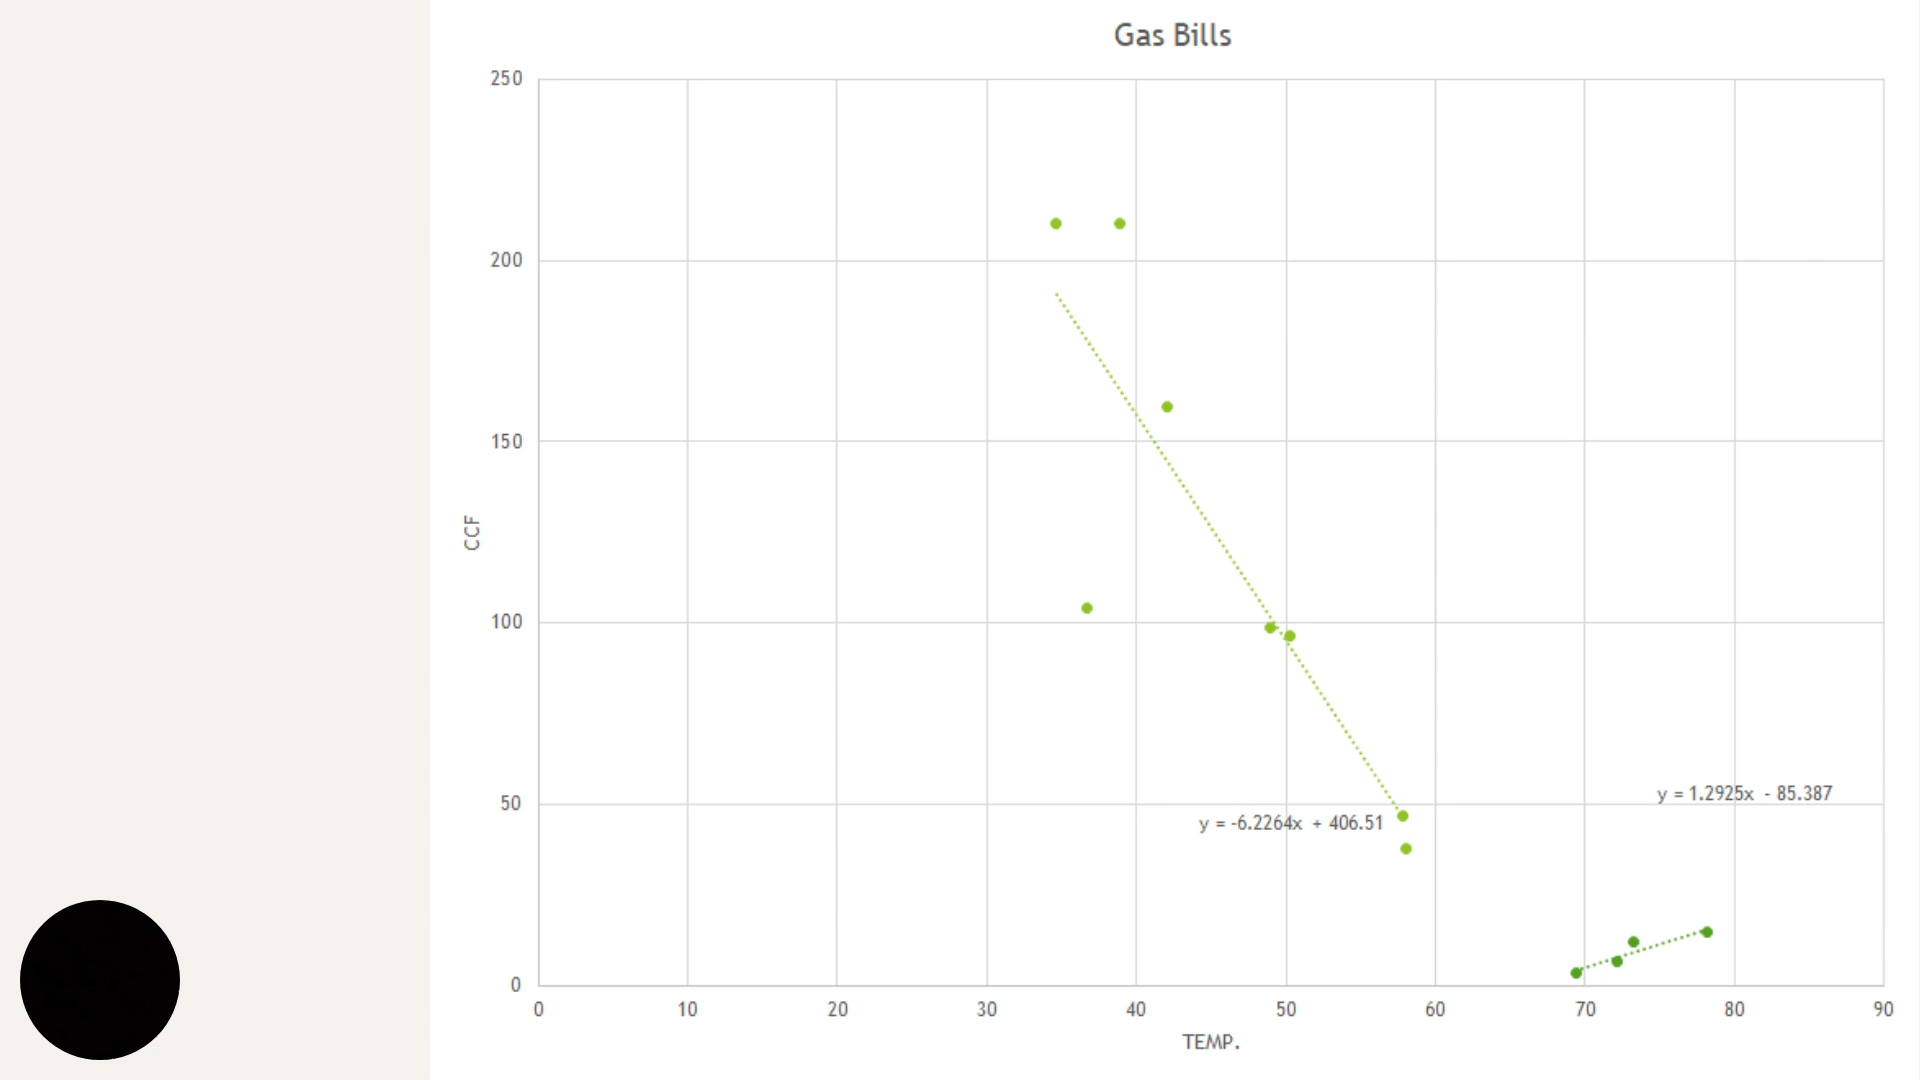 Gas Bills
250
200
150
100
50
0
CCF
y = -6.2264x + 406.51
y = 1.2925x - 85.387
0 10 20 30 40 50 60 70 80 90
TEMP.